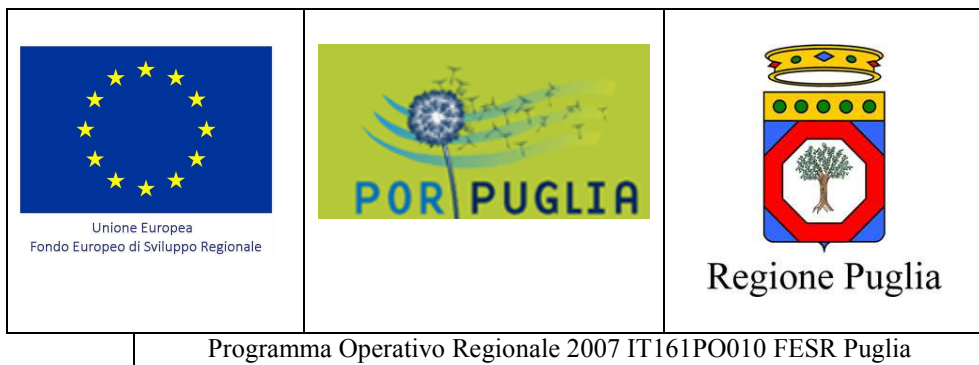 Unione Europea
Fondo Europeo di Sviluppo Regionale
POR PUGLIA
Regione Puglia
Programma Operativo Regionale 2007 IT161PO010 FESR Puglia